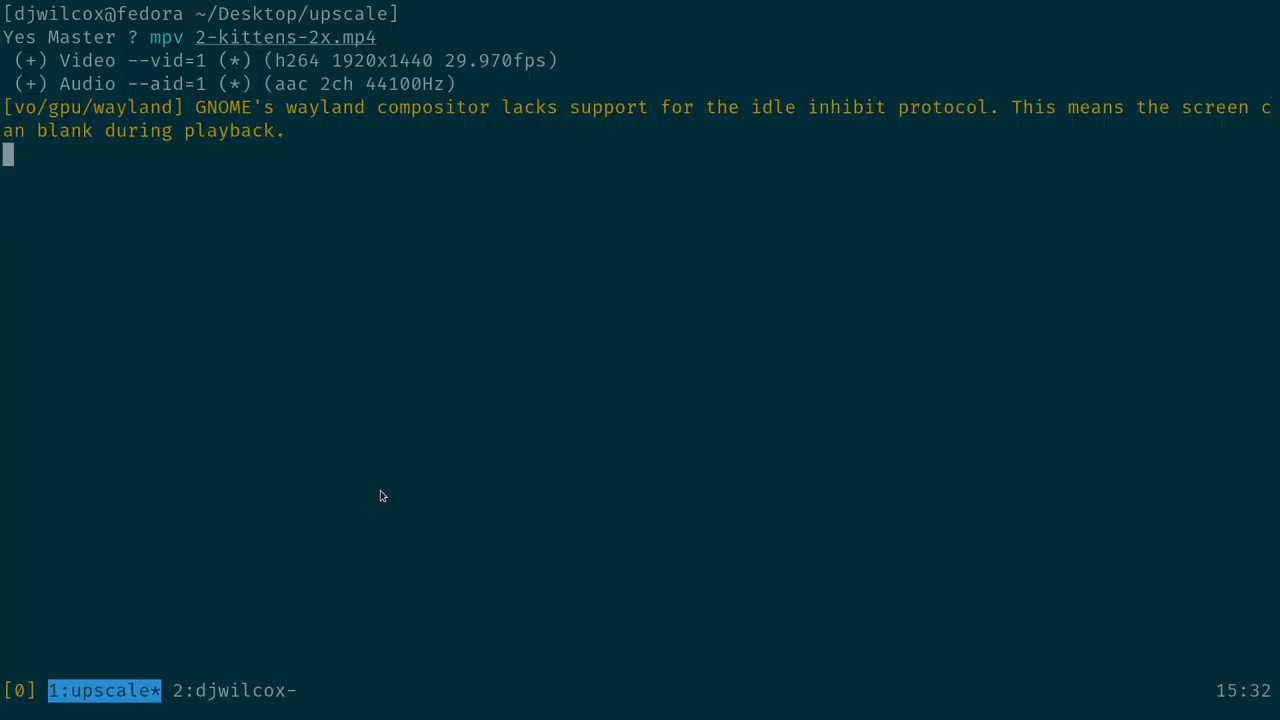 [djwilcox@fedora ~/Desktop/upscale]
Yes Master ? mpv 2-kittens-2x.mp4
 (+) Video --vid=1 (*) (h264 1920x1440 29.970fps)
 (+) Audio --aid=1 (*) (aac 2ch 44100Hz)
[vo/gpu/wayland] GNOME's wayland compositor lacks support for the idle inhibit protocol. This means the screen c
an blank during playback.
[0] 1:upscale* 2:djwilcox- 15:32